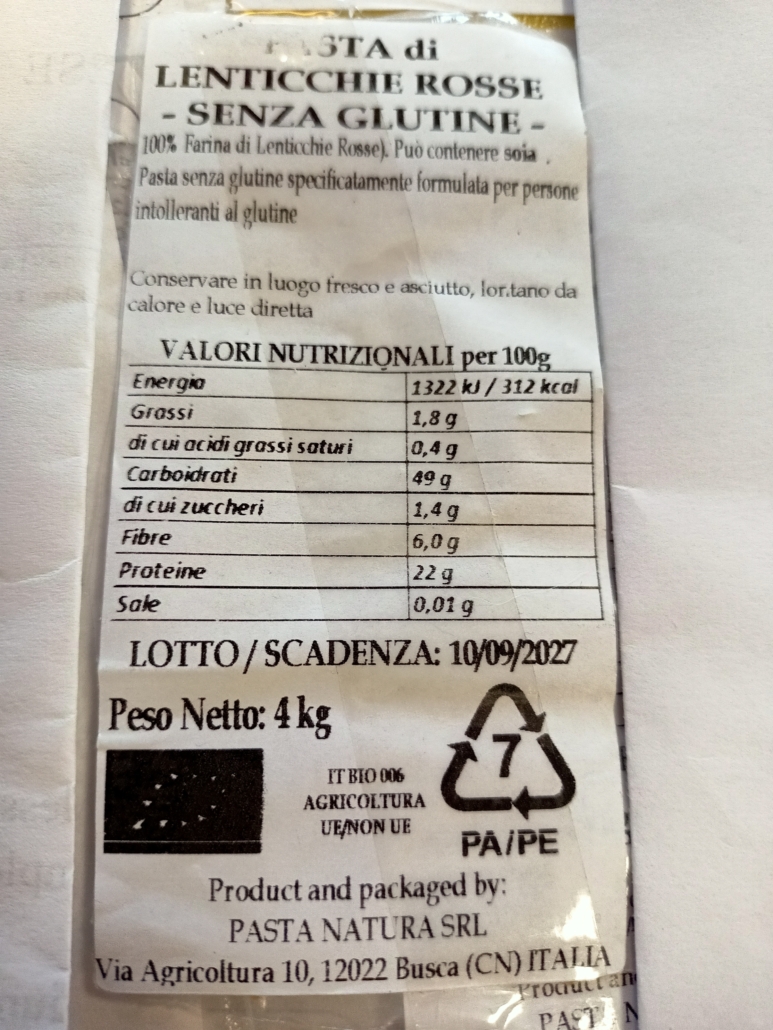 PASTA di
LENTICCHIE ROSSE
- SENZA GLUTINE -
100% Farina di Lenticchie Rosse). Può contenere soia .
Pasta senza glutine specificatamente formulata per persone
intolleranti al glutine
Conservare in luogo fresco e asciutto, lontano da
calore e luce diretta
VALORI NUTRIZIONALI per 100g
Energia 1322 kJ / 312 kcal
Grassi 1,8 g
di cui acidi grassi saturi 0,4 g
Carboidrati 49 g
di cui zuccheri 1,4 g
Fibre 6,0 g
Proteine 22 g
Sale 0,01 g
LOTTO / SCADENZA: 10/09/2027
Peso Netto: 4 kg
7
IT BIO 006
AGRICOLTURA
UE/NON UE
PA/PE
Product and packaged by:
PASTA NATURA SRL
Via Agricoltura 10, 12022 Busca (CN) ITALIA
Product an
PAST N